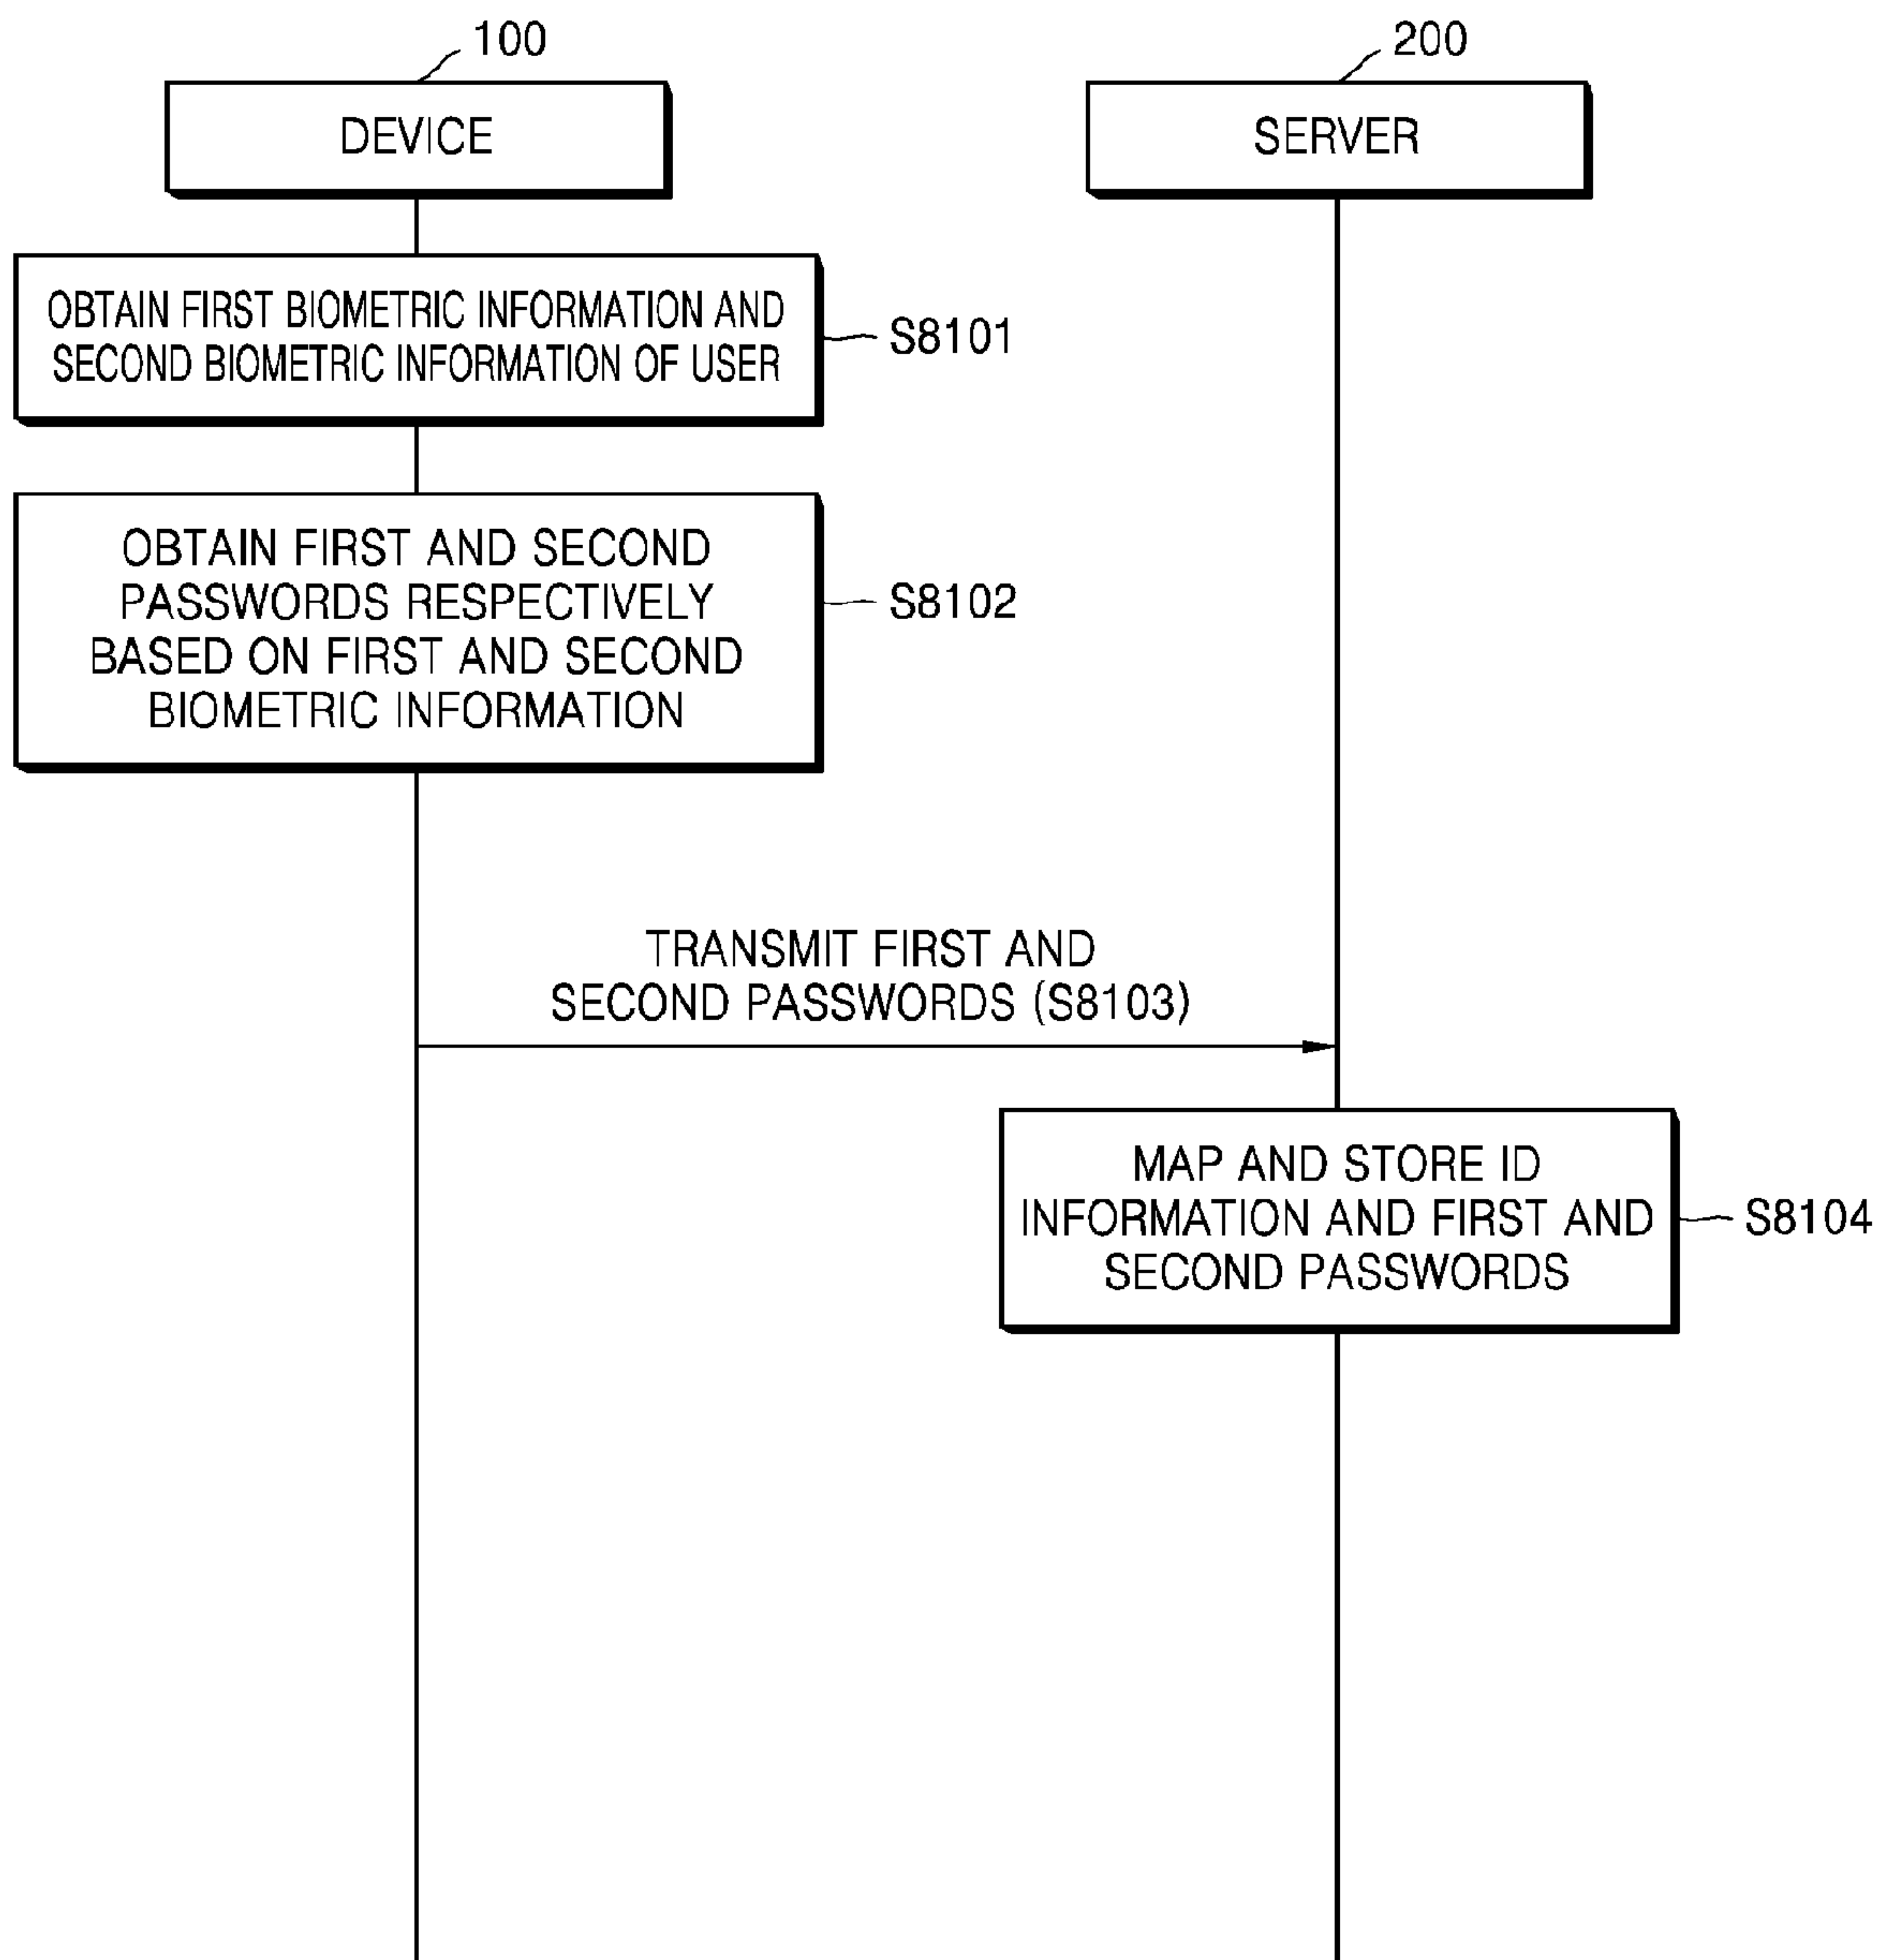 100
200
DEVICE
SERVER
OBTAIN FIRST BIOMETRIC INFORMATION AND
SECOND BIOMETRIC INFORMATION OF USER
S8101
OBTAIN FIRST AND SECOND
PASSWORDS RESPECTIVELY
BASED ON FIRST AND SECOND
BIOMETRIC INFORMATION
S8102
TRANSMIT FIRST AND
SECOND PASSWORDS (S8103)
MAP AND STORE ID
INFORMATION AND FIRST AND
SECOND PASSWORDS
S8104